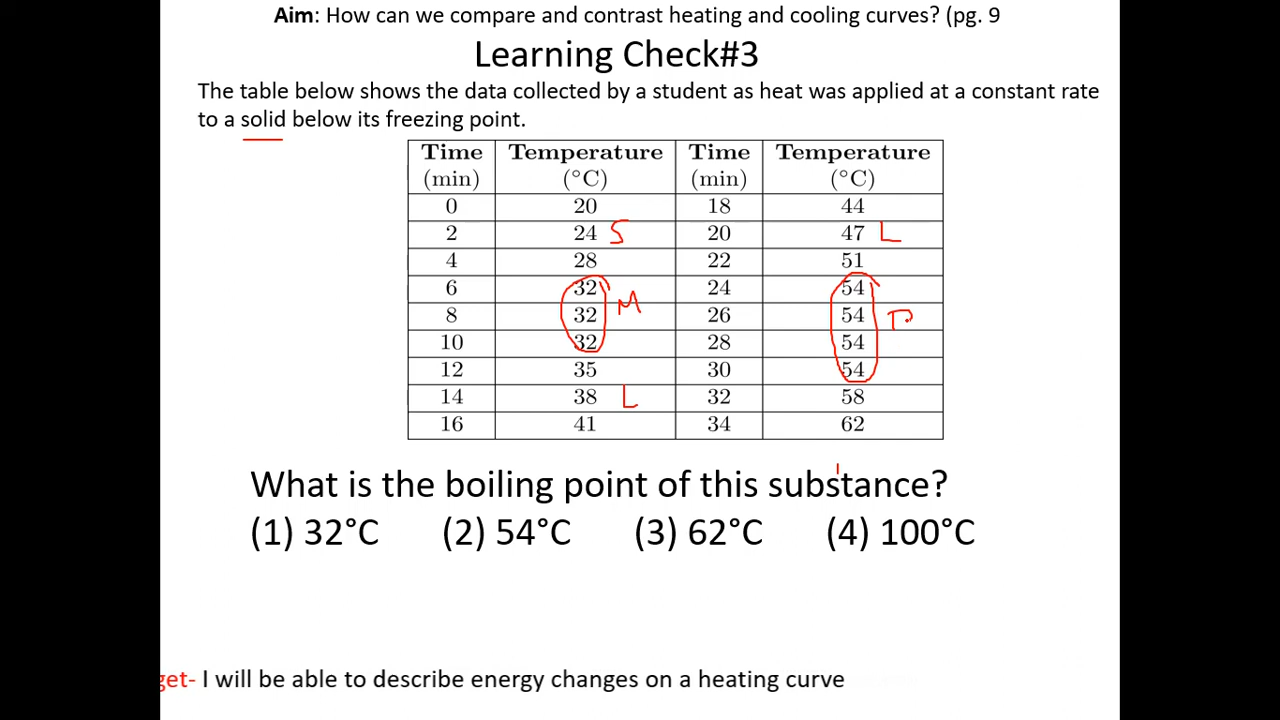 Aim: How can we compare and contrast heating and cooling curves? (pg. 9
Learning Check#3
The table below shows the data collected by a student as heat was applied at a constant rate
to a solid below its freezing point.
Time Temperature Time Temperature
(min) (°C) (min) (°C)
0 20 18 44
2 24 S 20 47 L
4 28 22 51
6 32 24 54
8 32 M 26 54
10 32 28 54
12 35 30 54
14 38 L 32 58
16 41 34 62
What is the boiling point of this substance?
(1) 32°C (2) 54°C (3) 62°C (4) 100°C
get- I will be able to describe energy changes on a heating curve